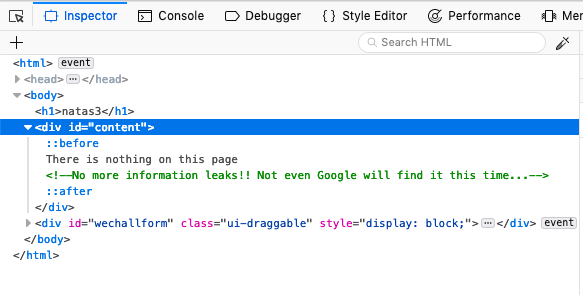 Inspector Console Debugger Style Editor Performance
Search HTML
<html> event
<head> ··· </head>
<body>
<h1>natas3</h1>
<div id="content">
::before
There is nothing on this page
<!--No more information leaks!! Not even Google will find it this time...-->
::after
</div>
<div id="wechallform" class="ui-draggable" style="display: block;"> ··· </div> event
</body>
</html>